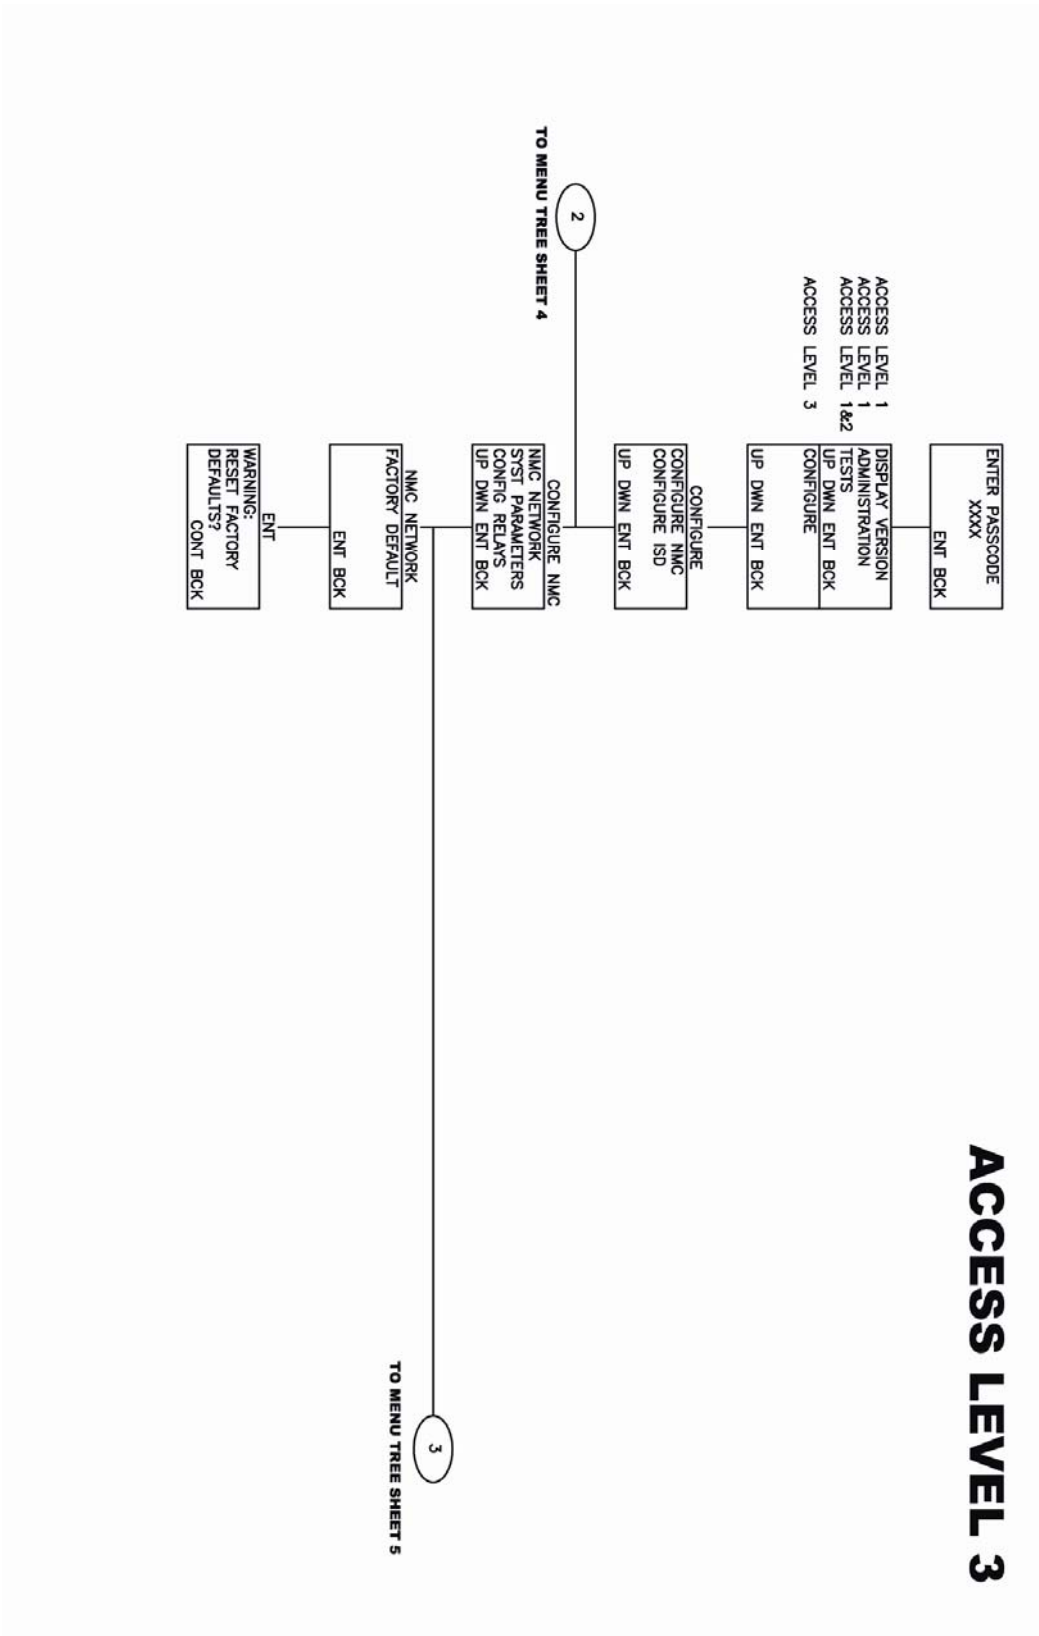 ACCESS LEVEL 3
ENTER PASSCODE
XXXX
ENT BCK
ACCESS LEVEL 1
ACCESS LEVEL 1
ACCESS LEVEL 1&2
ACCESS LEVEL 3
DISPLAY VERSION
ADMINISTRATION
TESTS
UP DWN ENT BCK
CONFIGURE
UP DWN ENT BCK
CONFIGURE
CONFIGURE NMC
CONFIGURE ISD
UP DWN ENT BCK
2
TO MENU TREE SHEET 4
CONFIGURE NMC
NMC NETWORK
SYST PARAMETERS
CONFIG RELAYS
UP DWN ENT BCK
3
TO MENU TREE SHEET 5
NMC NETWORK
FACTORY DEFAULT
ENT BCK
ENT
WARNING:
RESET FACTORY
DEFAULTS?
CONT BCK